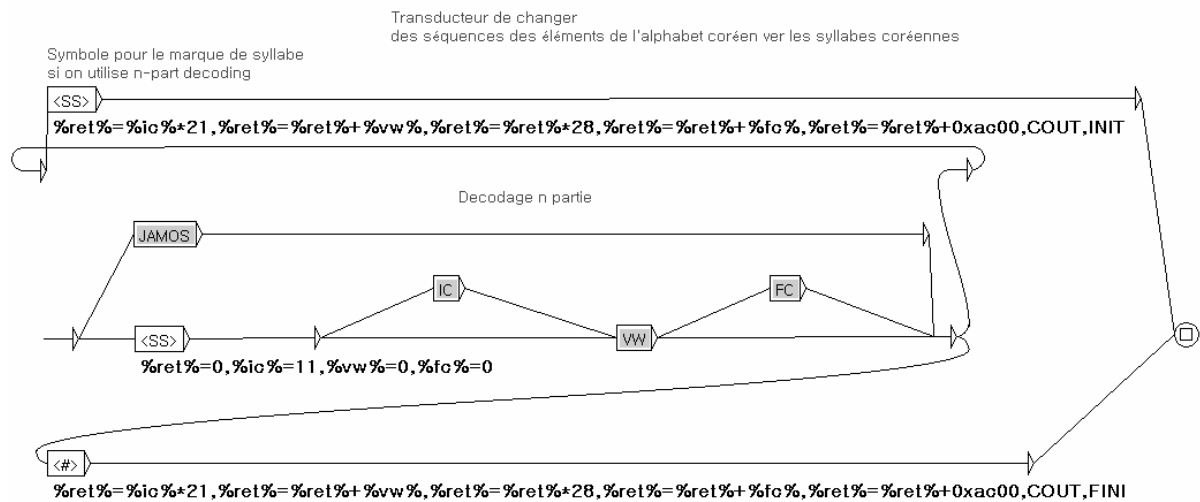 Transducteur de changer
des séquences des éléments de l'alphabet coréen ver les syllabes coréennes
Symbole pour le marque de syllabe
si on utilise n-part decoding
<SS>
%ret%=%ic%*21,%ret%=%ret%+%vw%,%ret%=%ret%*28,%ret%=%ret%+%fc%,%ret%=%ret%+0xac00,COUT,INIT
Decodage n partie
JAMOS
IC
FC
<SS>
VW
%ret%=0,%ic%=11,%vw%=0,%fc%=0
<#>
%ret%=%ic%*21,%ret%=%ret%+%vw%,%ret%=%ret%*28,%ret%=%ret%+%fc%,%ret%=%ret%+0xac00,COUT,FINI